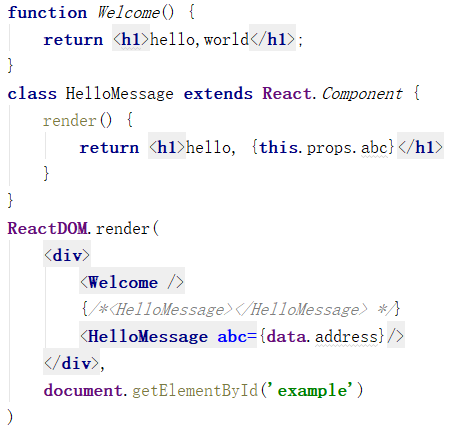 function Welcome() {
    return <h1>hello,world</h1>;
}
class HelloMessage extends React.Component {
    render() {
        return <h1>hello, {this.props.abc}</h1>
    }
}
ReactDOM.render(
    <div>
        <Welcome />
        {/*<HelloMessage></HelloMessage> */}
        <HelloMessage abc={data.address}/>
    </div>,
    document.getElementById('example')
)